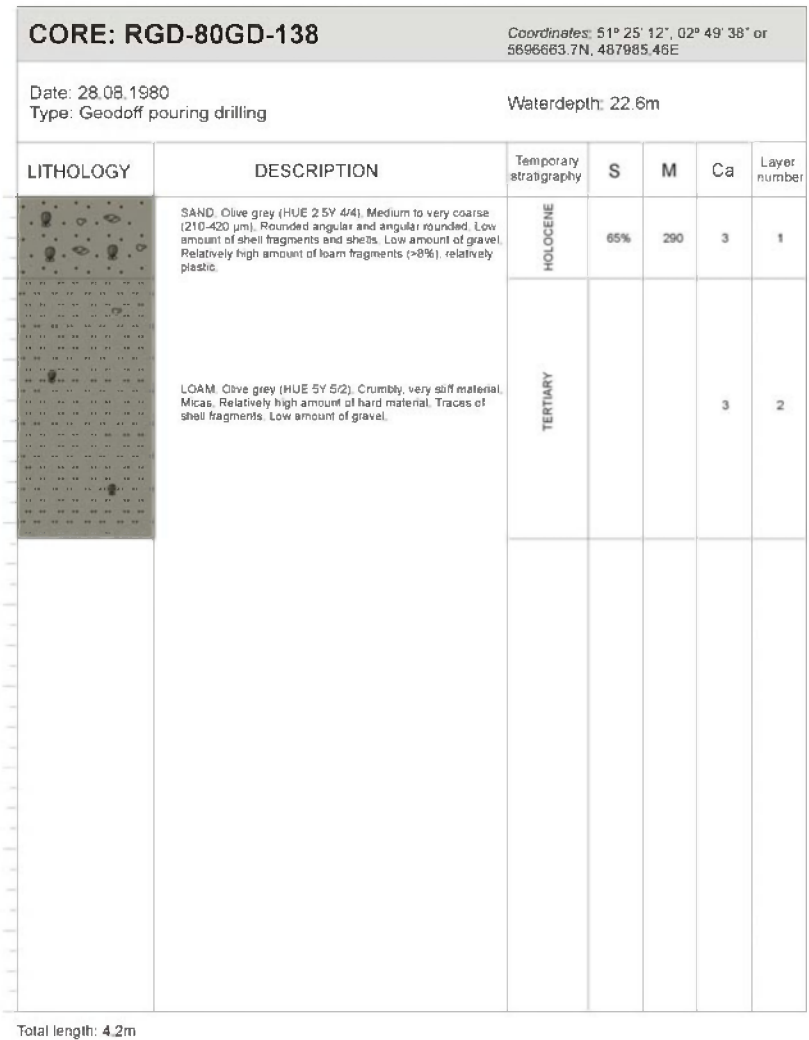 CORE: RGD-80GD-138
Coordinates: 51º 25' 12", 02º 49' 38" or
5696663.7N, 487985.46E
Date: 28.08.1980
Type: Geodoff pouring drilling
Waterdepth: 22.6m
LITHOLOGY
DESCRIPTION
Temporary
stratigraphy
S
M
Ca
Layer
number
SAND. Olive grey (HUE 2.5Y 4/4). Medium to very coarse
(210-420 µm). Rounded angular and angular rounded. Low
amount of shell fragments and shells. Low amount of gravel.
Relatively high amount of loam fragments (>8%), relatively
plastic.
HOLOCENE
65%
290
3
1
LOAM. Olive grey (HUE 5Y 5/2). Crumbly, very stiff material.
Micas. Relatively high amount of hard material. Traces of
shell fragments. Low amount of gravel.
TERTIARY
3
2
Total length: 4.2m